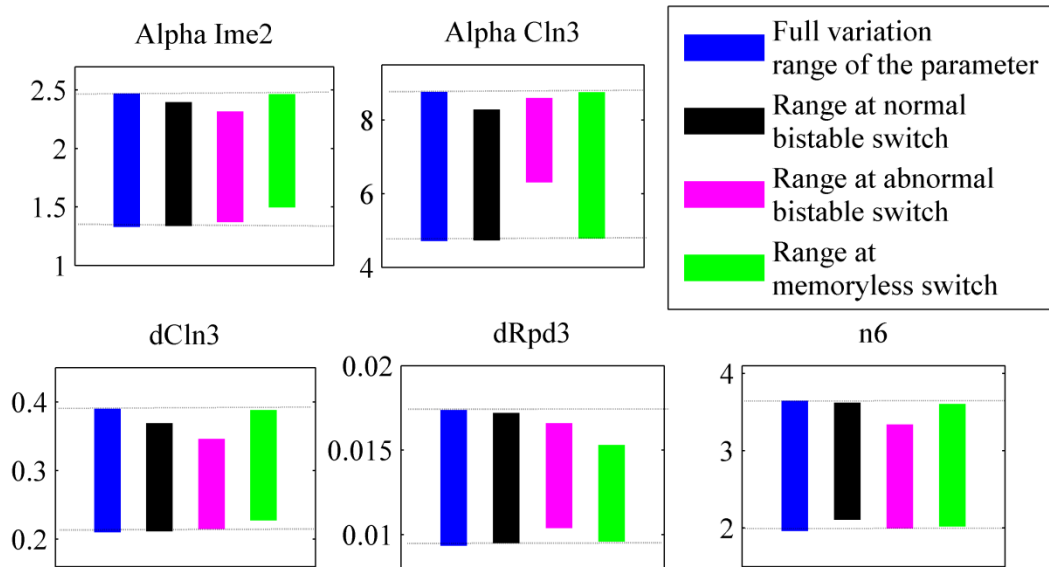 Alpha Ime2
2.5
2
1.5
1
Alpha Cln3
8
6
4
Full variation
range of the parameter
Range at normal
bistable switch
Range at abnormal
bistable switch
Range at
memoryless switch
dCln3
0.4
0.3
0.2
dRpd3
0.02
0.015
0.01
n6
4
3
2